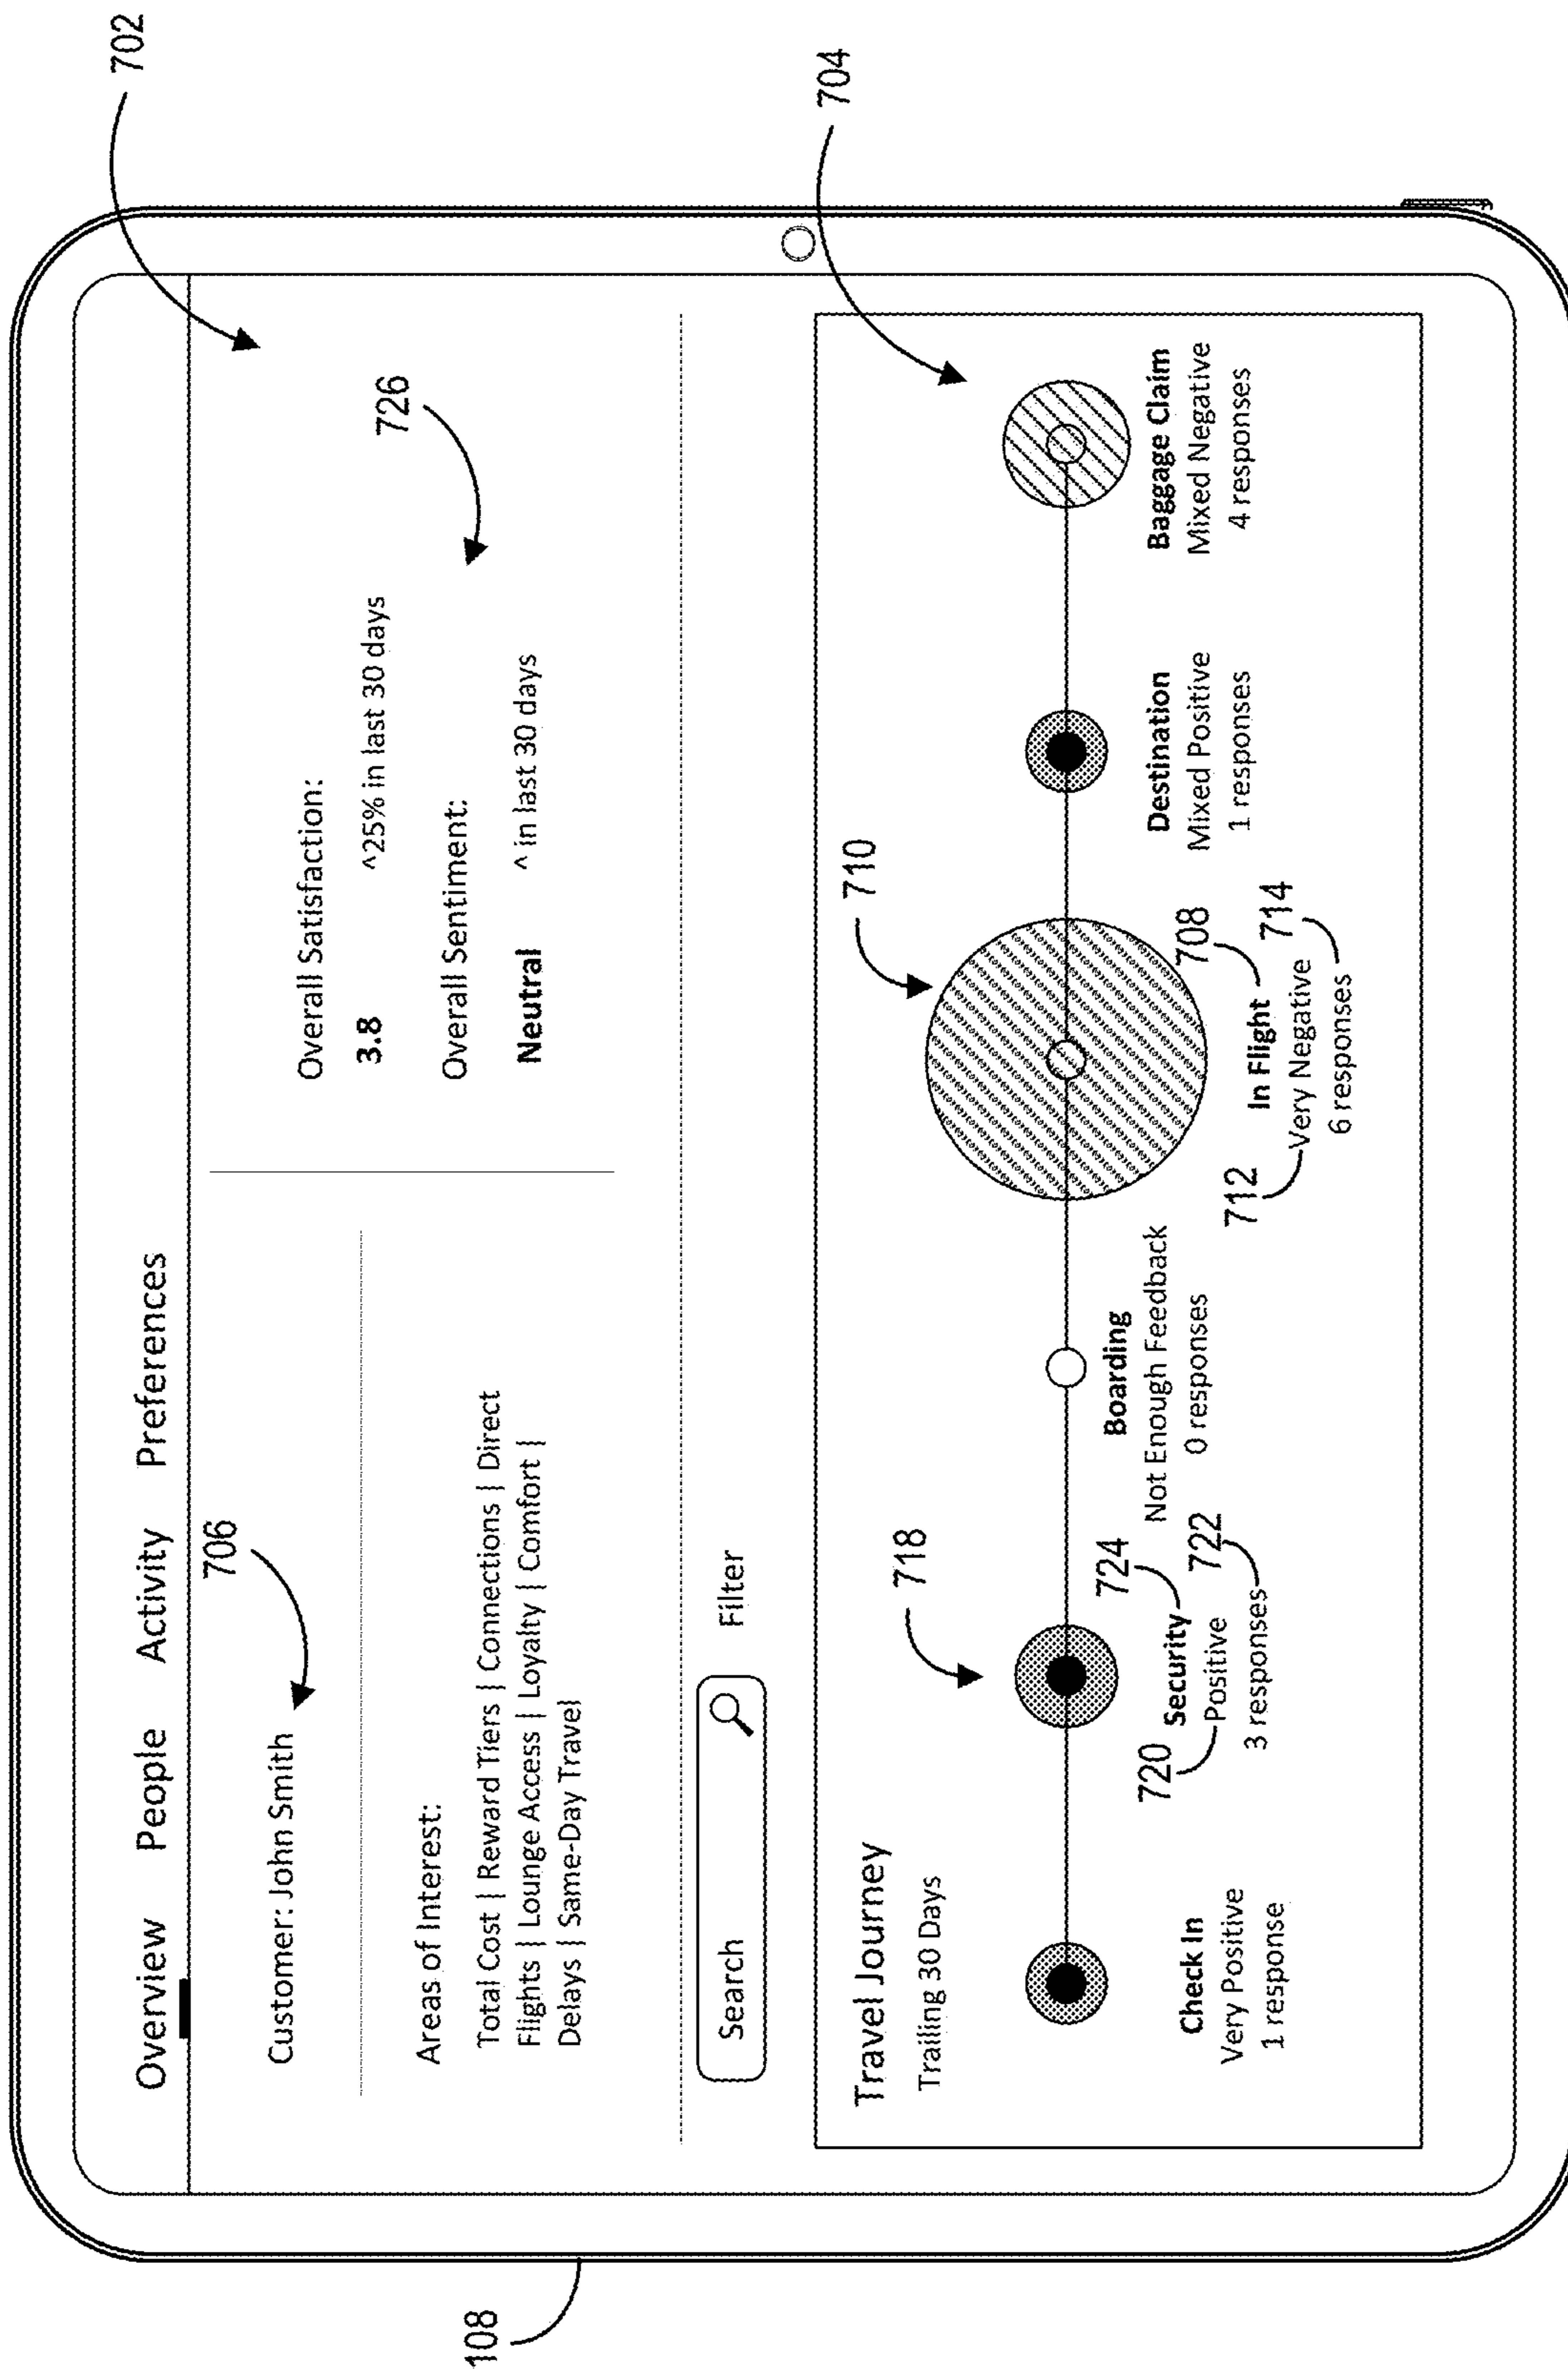 702
Overview People Activity Preferences
706
Customer: John Smith
Areas of Interest:
Total Cost | Reward Tiers | Connections | Direct
Flights | Lounge Access | Loyalty | Comfort |
Delays | Same-Day Travel
Overall Satisfaction:
3.8 ^25% in last 30 days
726
Overall Sentiment:
Neutral ^ in last 30 days
108
Search Filter
704
Travel Journey
Trailing 30 Days
718
710
Check In
Very Positive
1 response
724
720
Security
722
Positive
3 responses
Boarding
Not Enough Feedback
0 responses
708
712
In Flight
714
Very Negative
6 responses
Destination
Mixed Positive
1 responses
Baggage Claim
Mixed Negative
4 responses